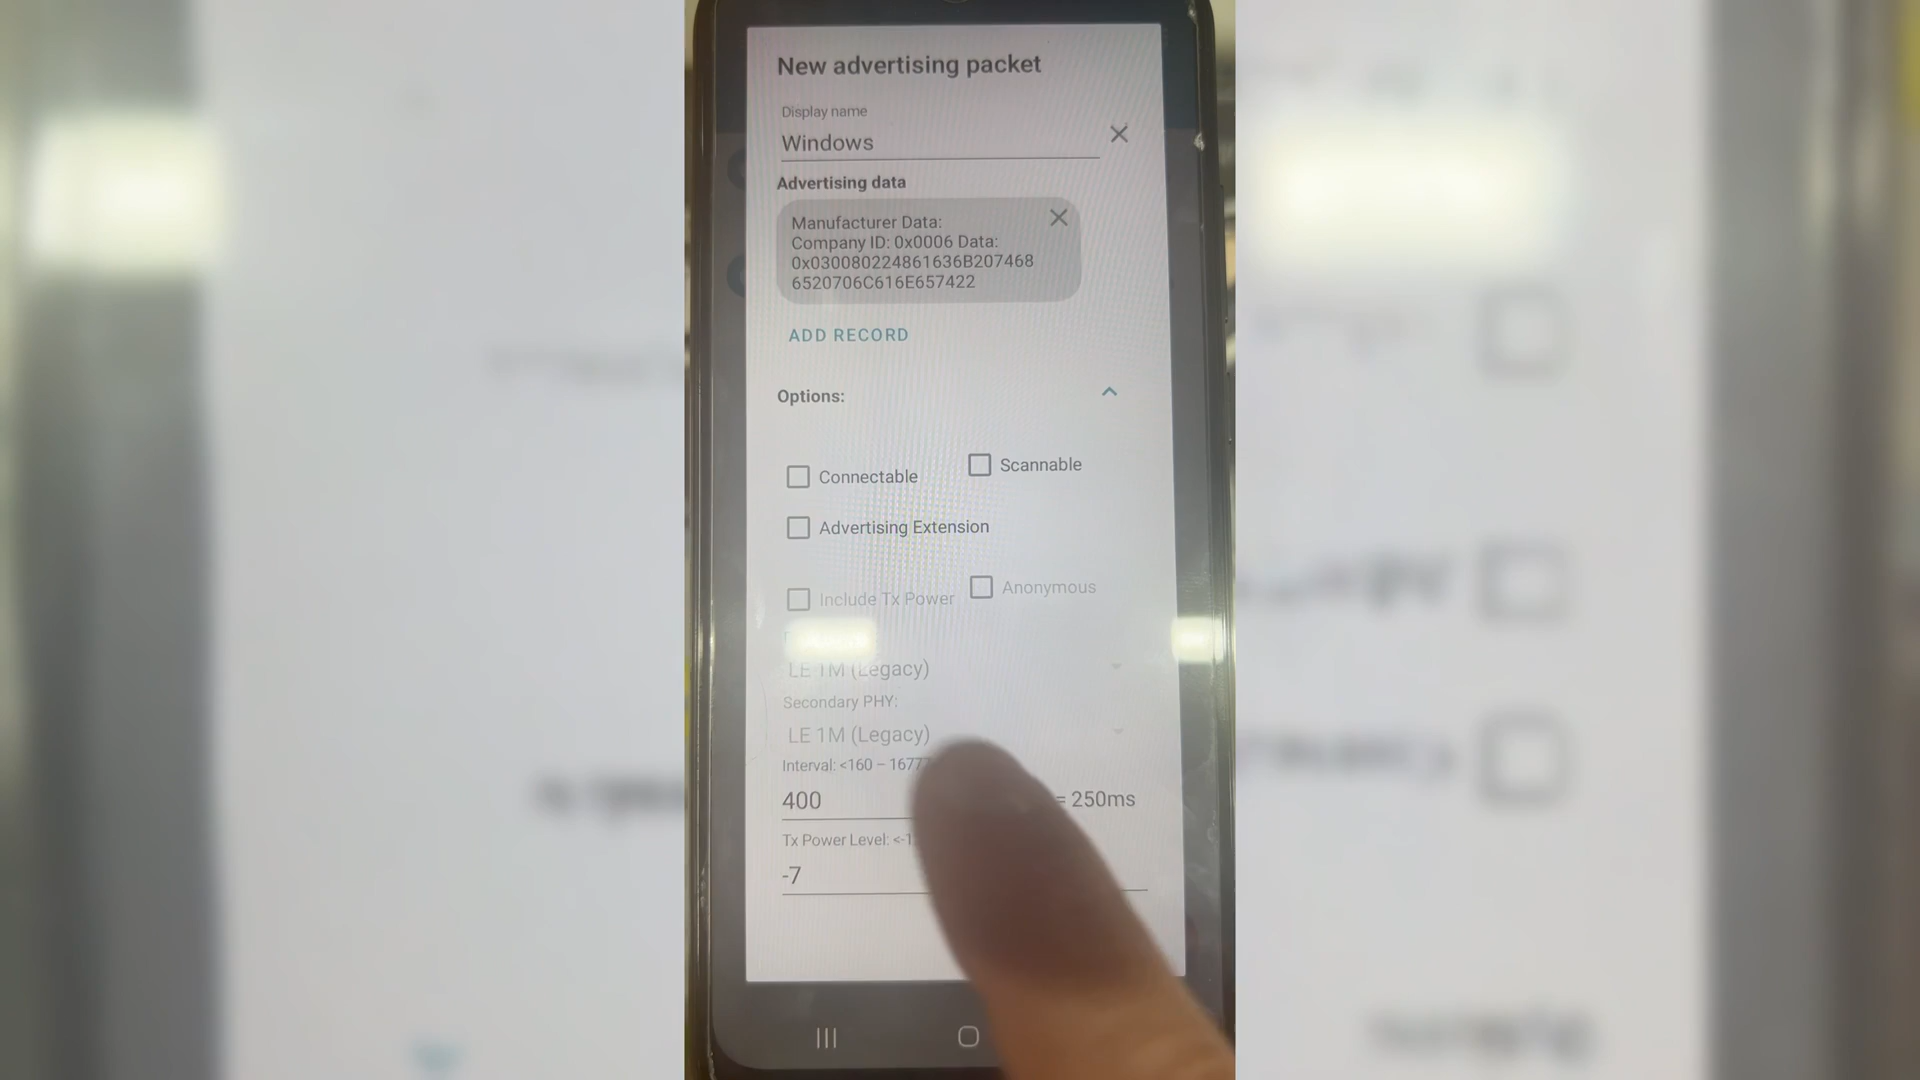 New advertising packet
Display name
Windows
Advertising data
Manufacturer Data:
Company ID: 0x0006 Data:
0x030080224861636B207468
6520706C616E657422
ADD RECORD
Options:
Connectable
Scannable
Advertising Extension
Include Tx Power
Anonymous
LE 1M (Legacy)
Secondary PHY:
LE 1M (Legacy)
Interval: <160 – 1677
400
= 250ms
Tx Power Level: <-1
-7